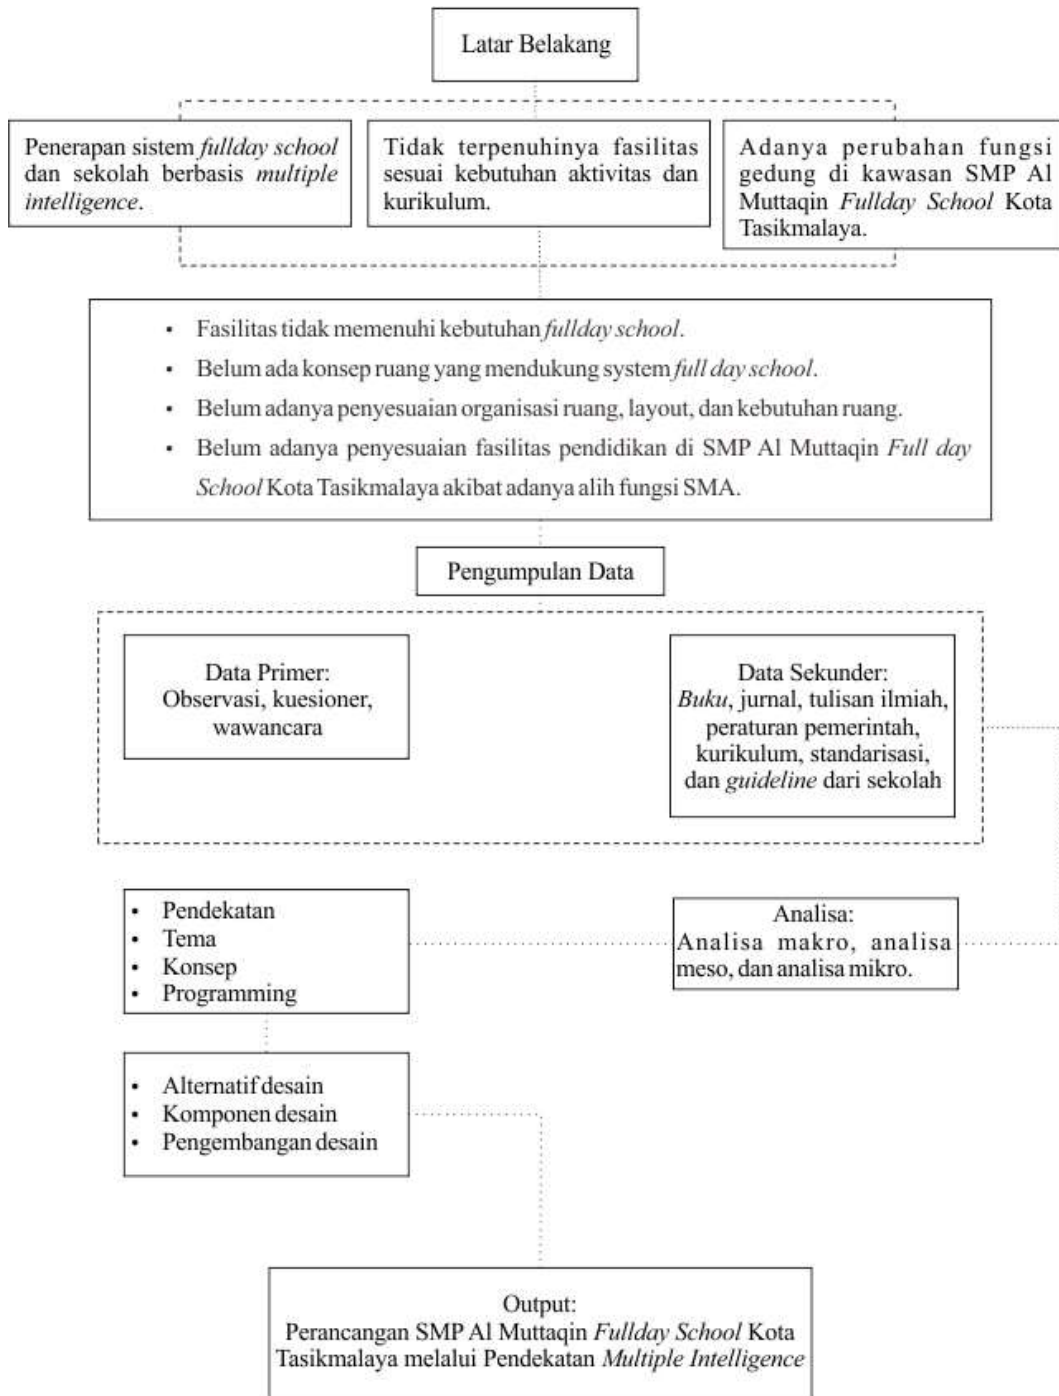 Latar Belakang
Penerapan sistem fullday school
dan sekolah berbasis multiple
intelligence.
Tidak terpenuhinya fasilitas
sesuai kebutuhan aktivitas dan
kurikulum.
Adanya perubahan fungsi
gedung di kawasan SMP Al
Muttaqin Fullday School Kota
Tasikmalaya.
▪ Fasilitas tidak memenuhi kebutuhan fullday school.
▪ Belum ada konsep ruang yang mendukung system full day school.
▪ Belum adanya penyesuaian organisasi ruang, layout, dan kebutuhan ruang.
▪ Belum adanya penyesuaian fasilitas pendidikan di SMP Al Muttaqin Full day
School Kota Tasikmalaya akibat adanya alih fungsi SMA.
Pengumpulan Data
Data Primer:
Observasi, kuesioner,
wawancara
Data Sekunder:
Buku, jurnal, tulisan ilmiah,
peraturan pemerintah,
kurikulum, standarisasi,
dan guideline dari sekolah
Analisa:
Analisa makro, analisa
meso, dan analisa mikro.
• Pendekatan
• Tema
• Konsep
• Programming
• Alternatif desain
• Komponen desain
• Pengembangan desain
Output:
Perancangan SMP Al Muttaqin Fullday School Kota
Tasikmalaya melalui Pendekatan Multiple Intelligence